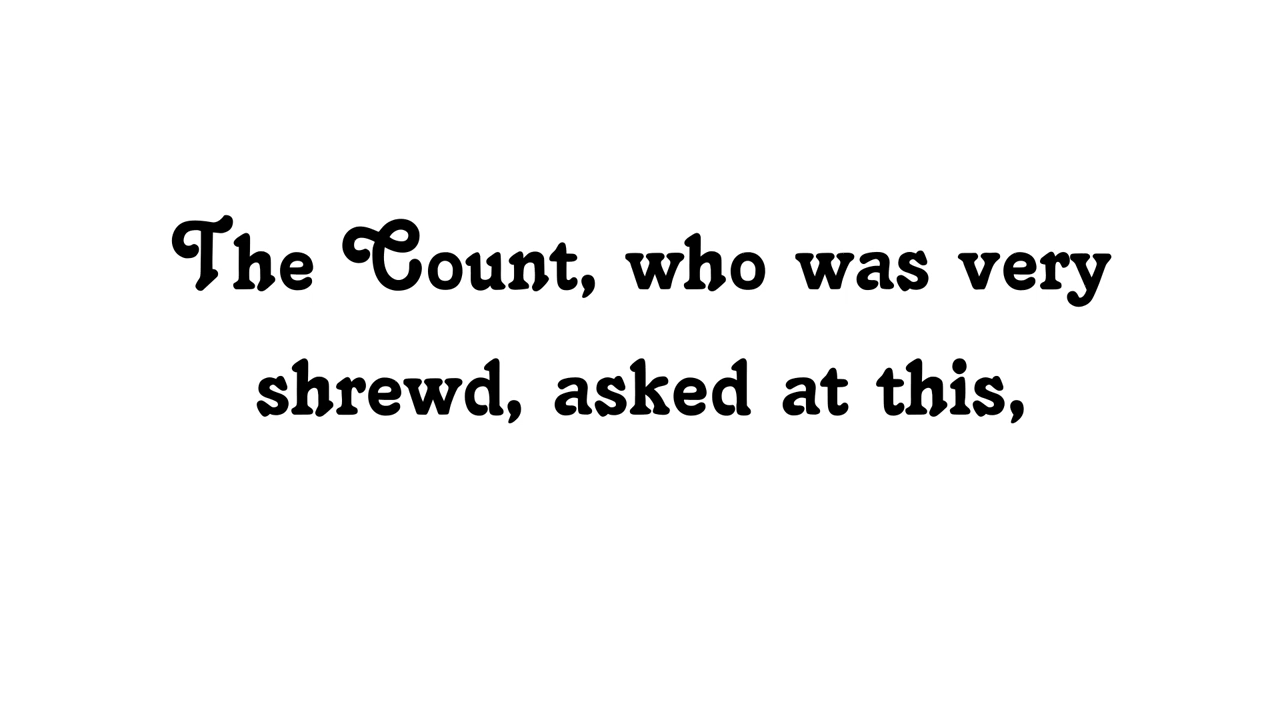 The Count, who was very
shrewd, asked at this,